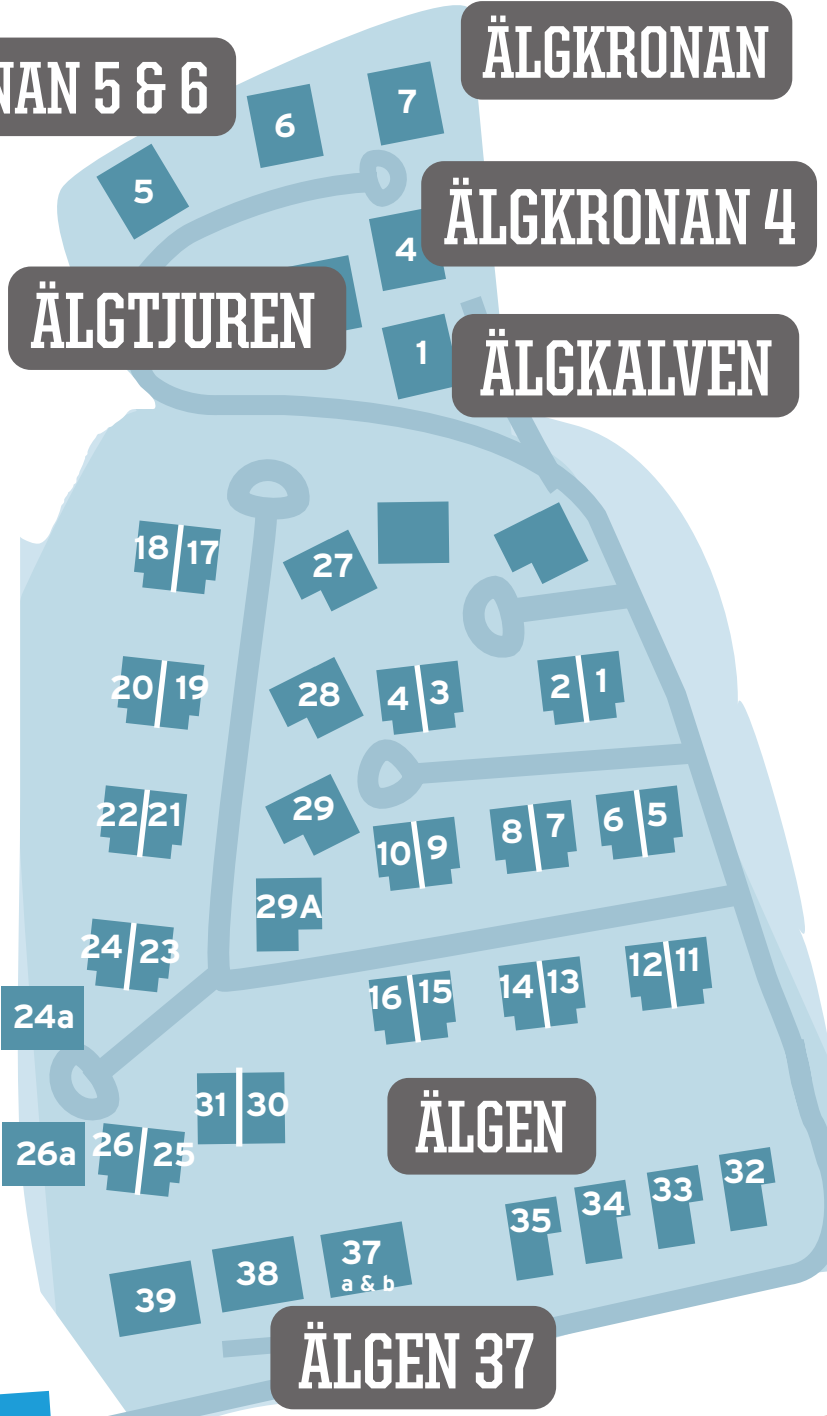 ÄLGKRONAN
NAN 5 & 6
7
6
5
ÄLGKRONAN 4
4
ÄLGTJUREN
ÄLGKALVEN
1
18 17
27
20 19
28
4 3
2 1
22 21
29
10 9
8 7
6 5
29A
24 23
16 15
14 13
12 11
24a
31 30
ÄLGEN
26a
26 25
35
34
33
32
39
38
37
a & b
ÄLGEN 37